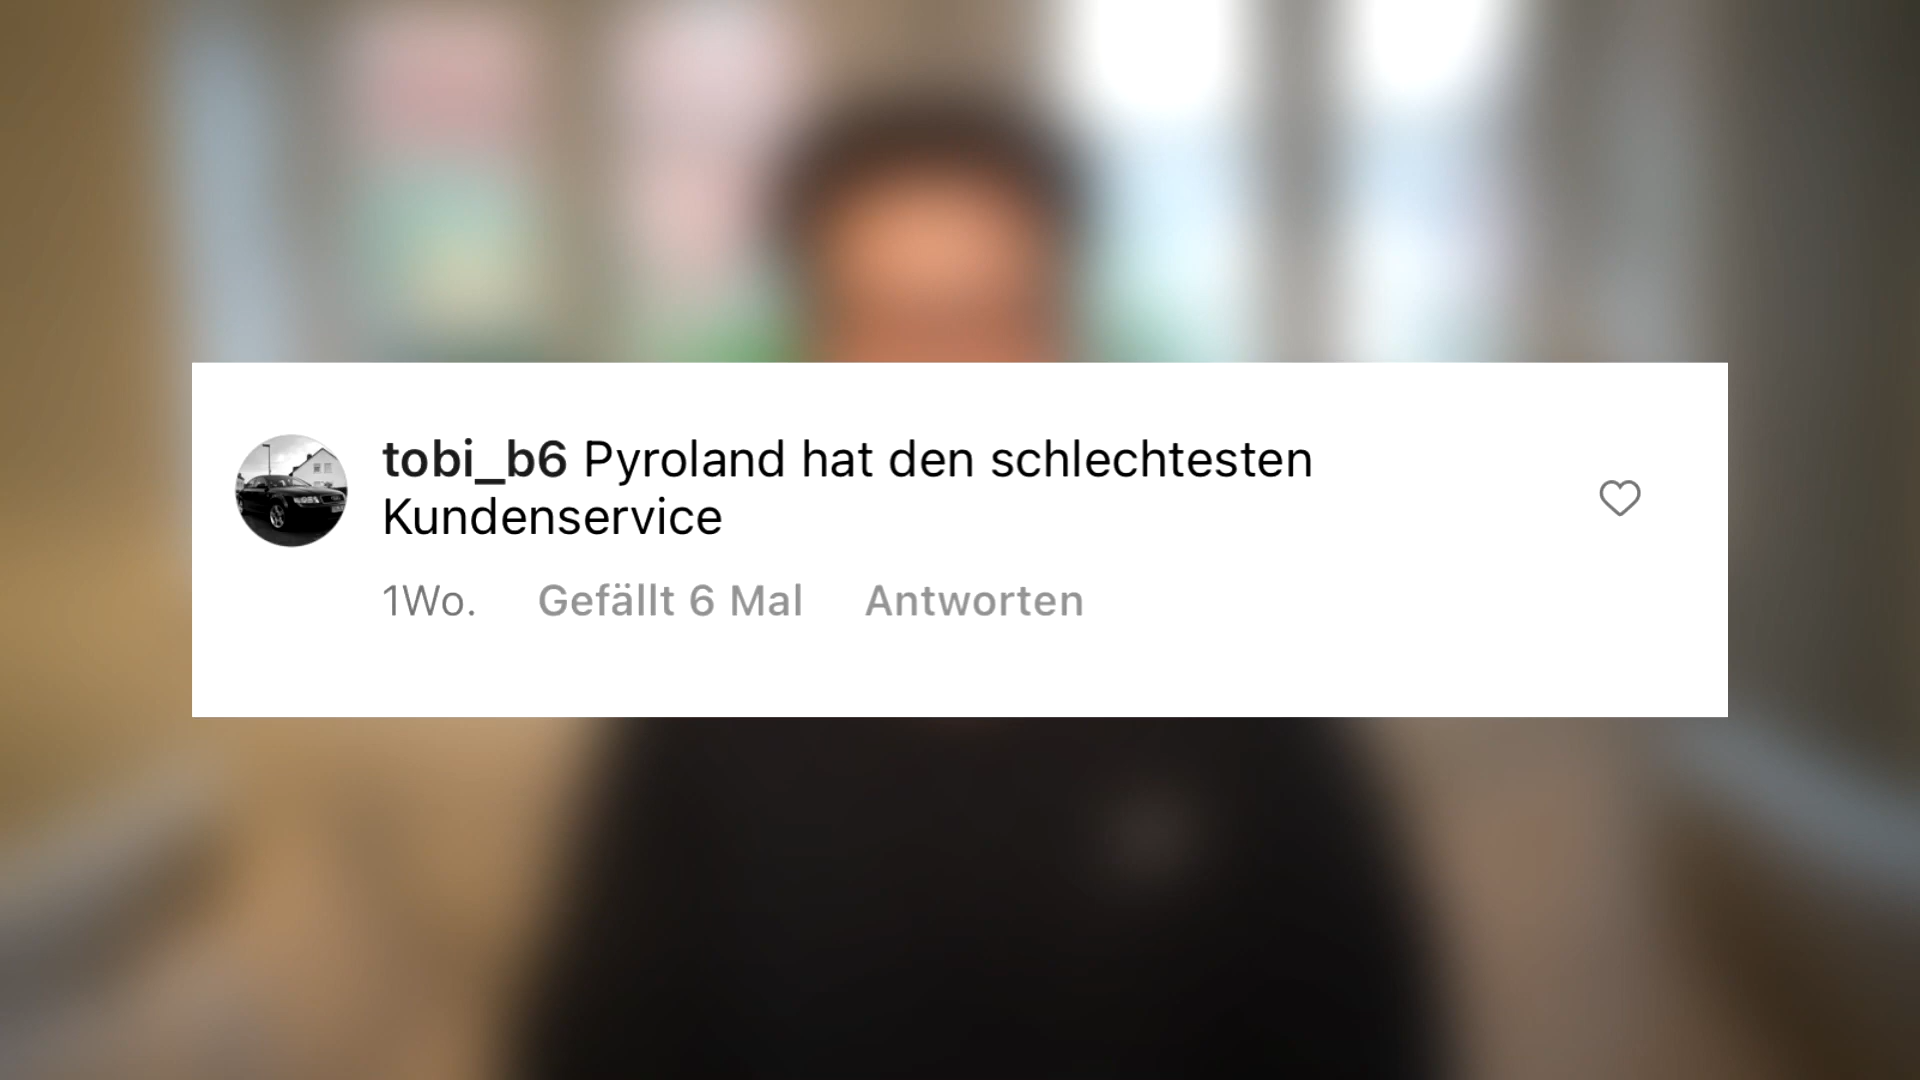 tobi_b6 Pyroland hat den schlechtesten
Kundenservice
1Wo. Gefällt 6 Mal Antworten